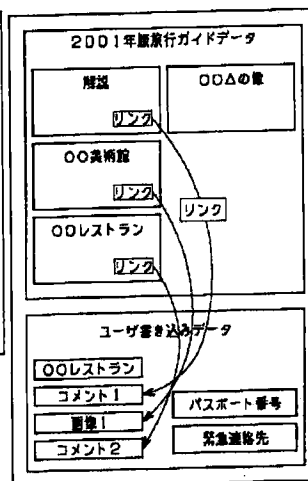 2001年版旅行ガイドデータ
解説
リンク
○○△の像
○○美術館
リンク
リンク
○○レストラン
リンク
ユーザ書き込みデータ
○○レストラン
コメント1
画像1
コメント2
パスポート番号
緊急連絡先